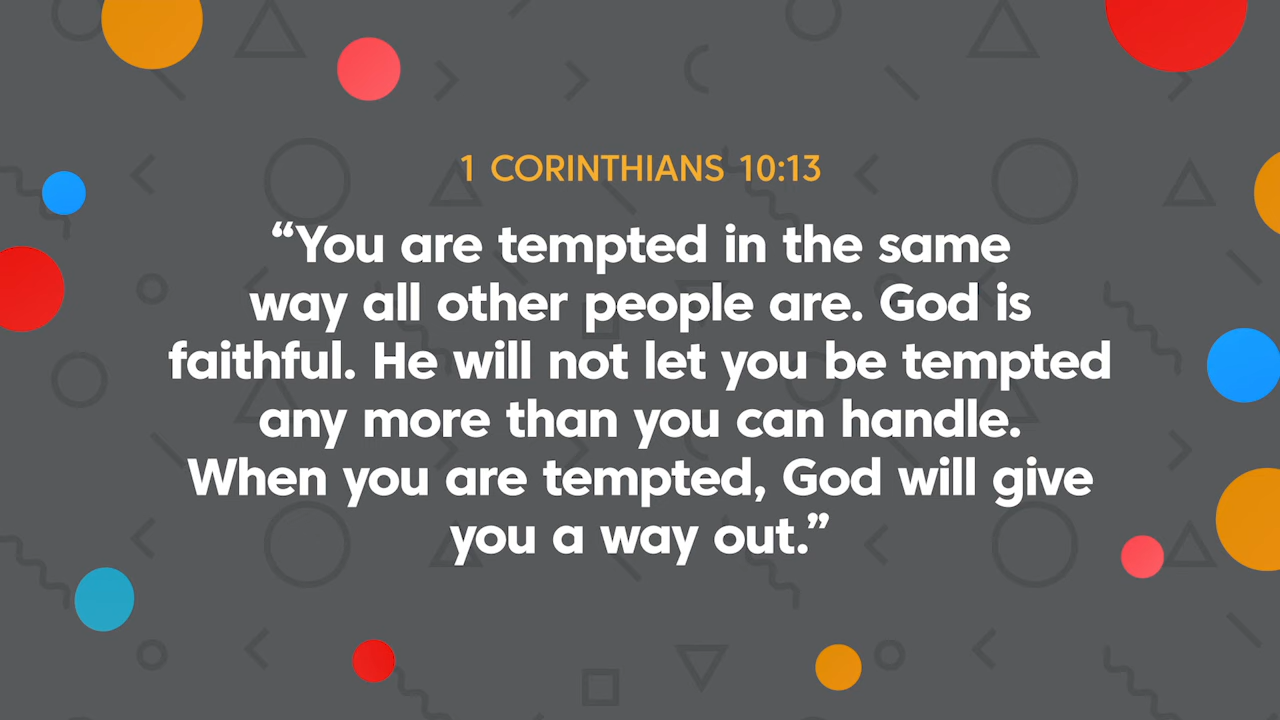 1 CORINTHIANS 10:13
“You are tempted in the same
way all other people are. God is
faithful. He will not let you be tempted
any more than you can handle.
When you are tempted, God will give
you a way out.”